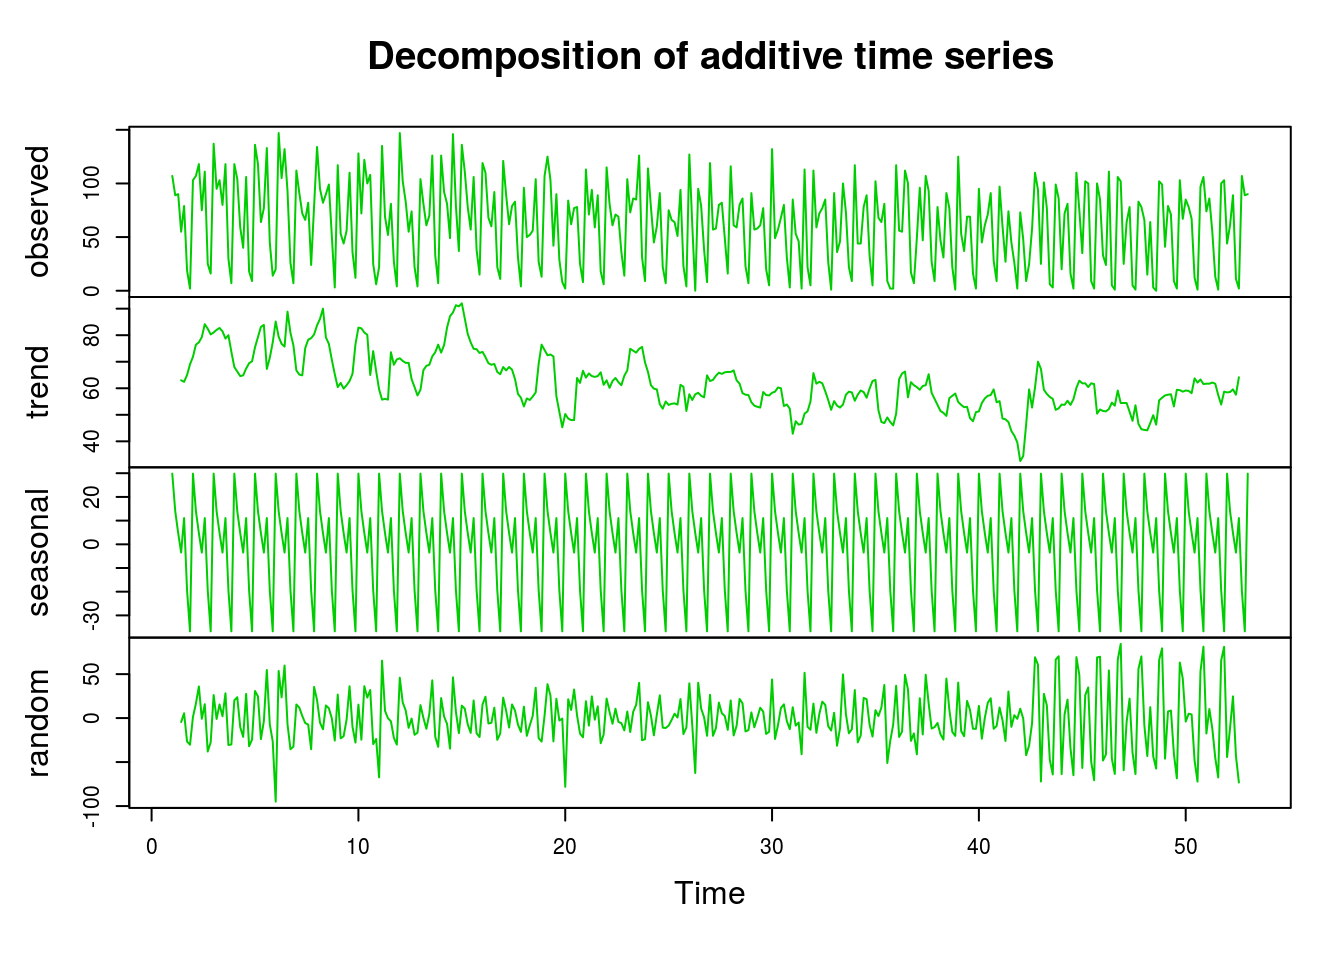 Decomposition of additive time series
observed
0 50 100
trend
40 60 80
seasonal
-30 0 20
random
-100 0 50
0 10 20 30 40 50
Time